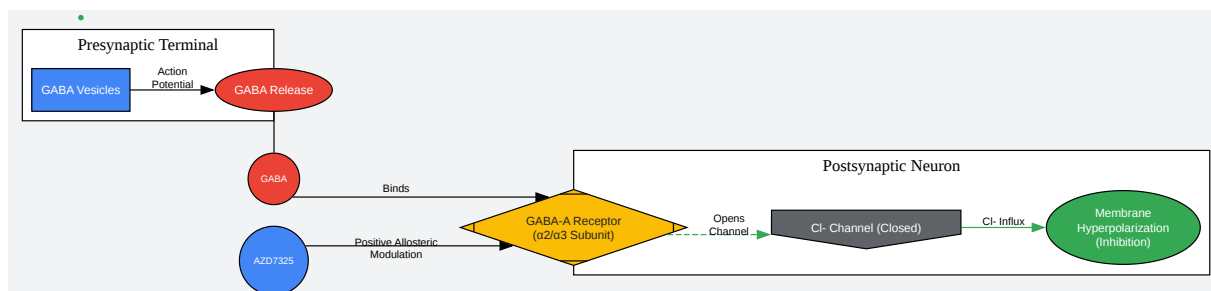 Presynaptic Terminal
GABA Vesicles
Action
Potential
GABA Release
GABA
Binds
AZD7325
Positive Allosteric
Modulation
GABA-A Receptor
(α2/α3 Subunit)
Postsynaptic Neuron
Opens
Channel
Cl- Channel (Closed)
Cl- Influx
Membrane
Hyperpolarization
(Inhibition)